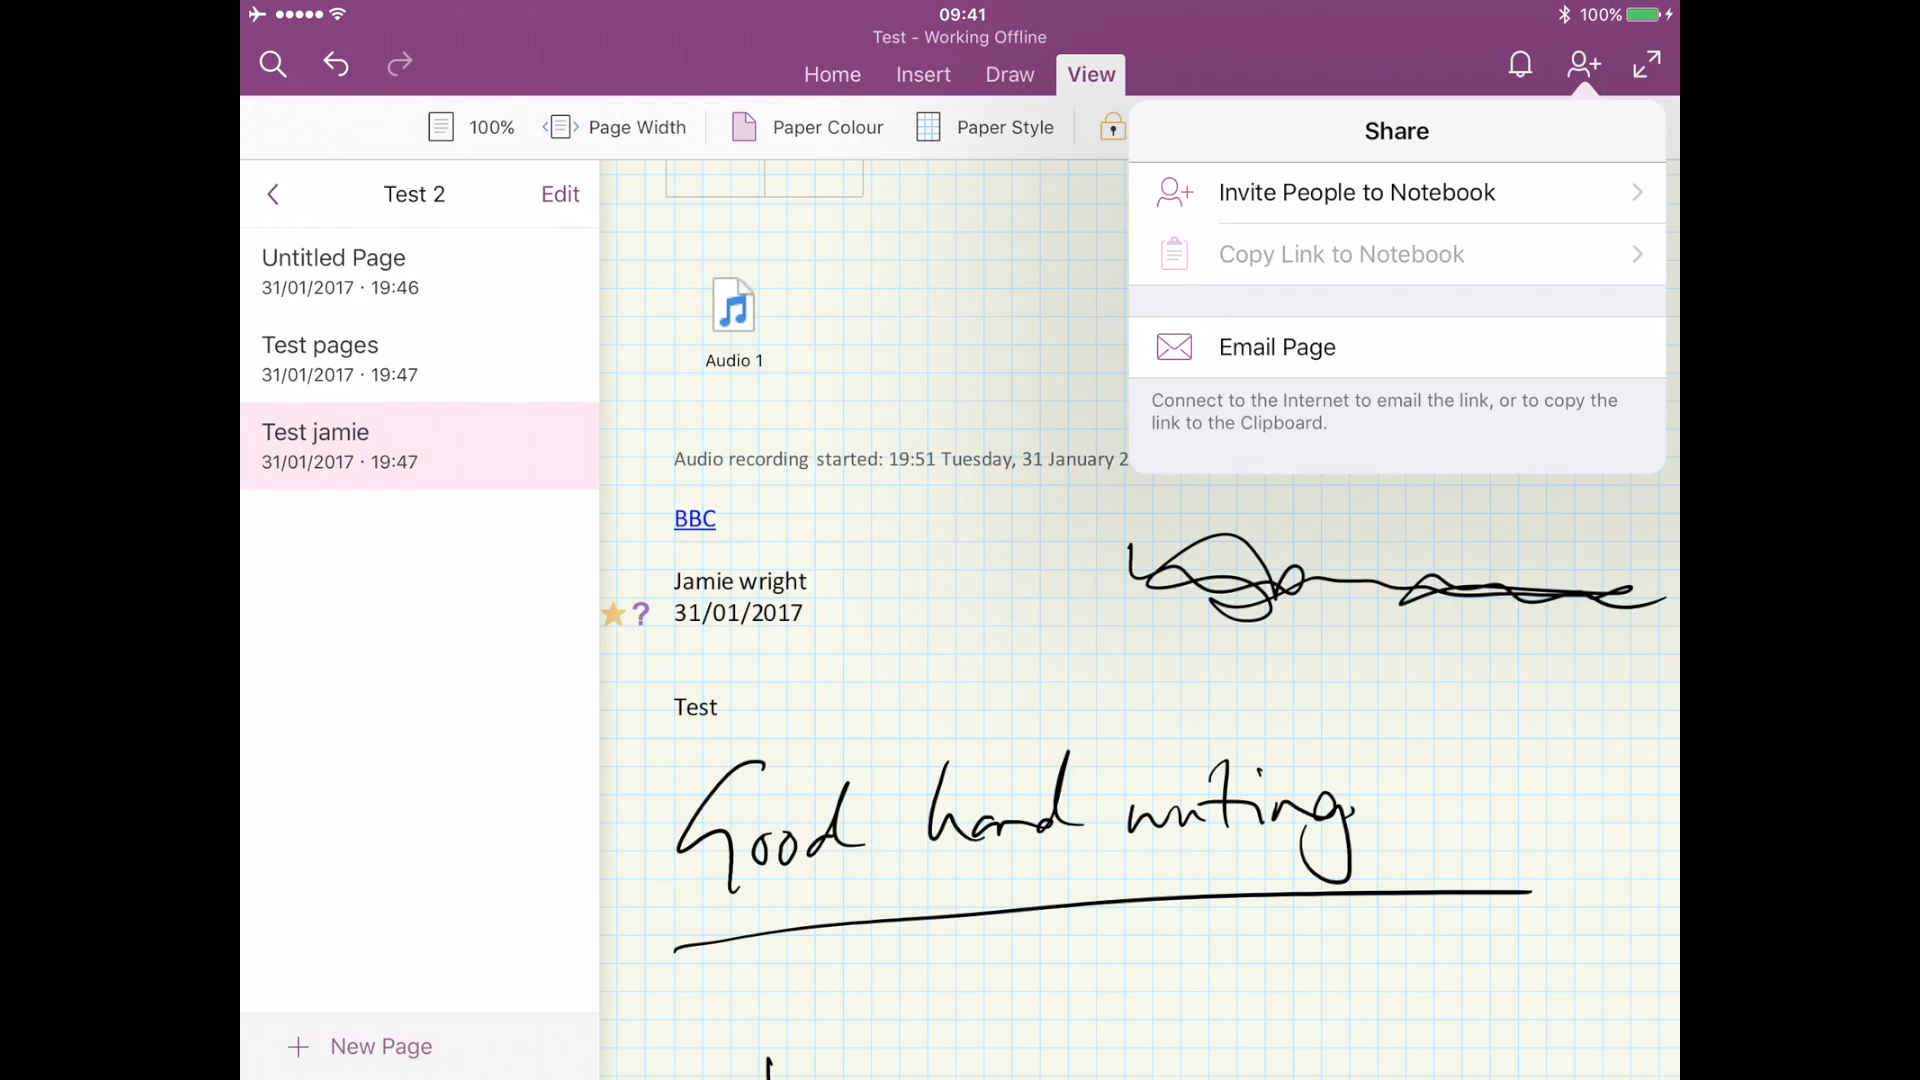 09:41
100%
Test - Working Offline
Home Insert Draw View
100% Page Width Paper Colour Paper Style
Share
Invite People to Notebook
Copy Link to Notebook
Email Page
Connect to the Internet to email the link, or to copy the
link to the Clipboard.
Test 2 Edit
Untitled Page
31/01/2017 · 19:46
Test pages
31/01/2017 · 19:47
Test jamie
31/01/2017 · 19:47
New Page
Audio 1
Audio recording started: 19:51 Tuesday, 31 January 2
BBC
Jamie wright
? 31/01/2017
Test
Good hand writing